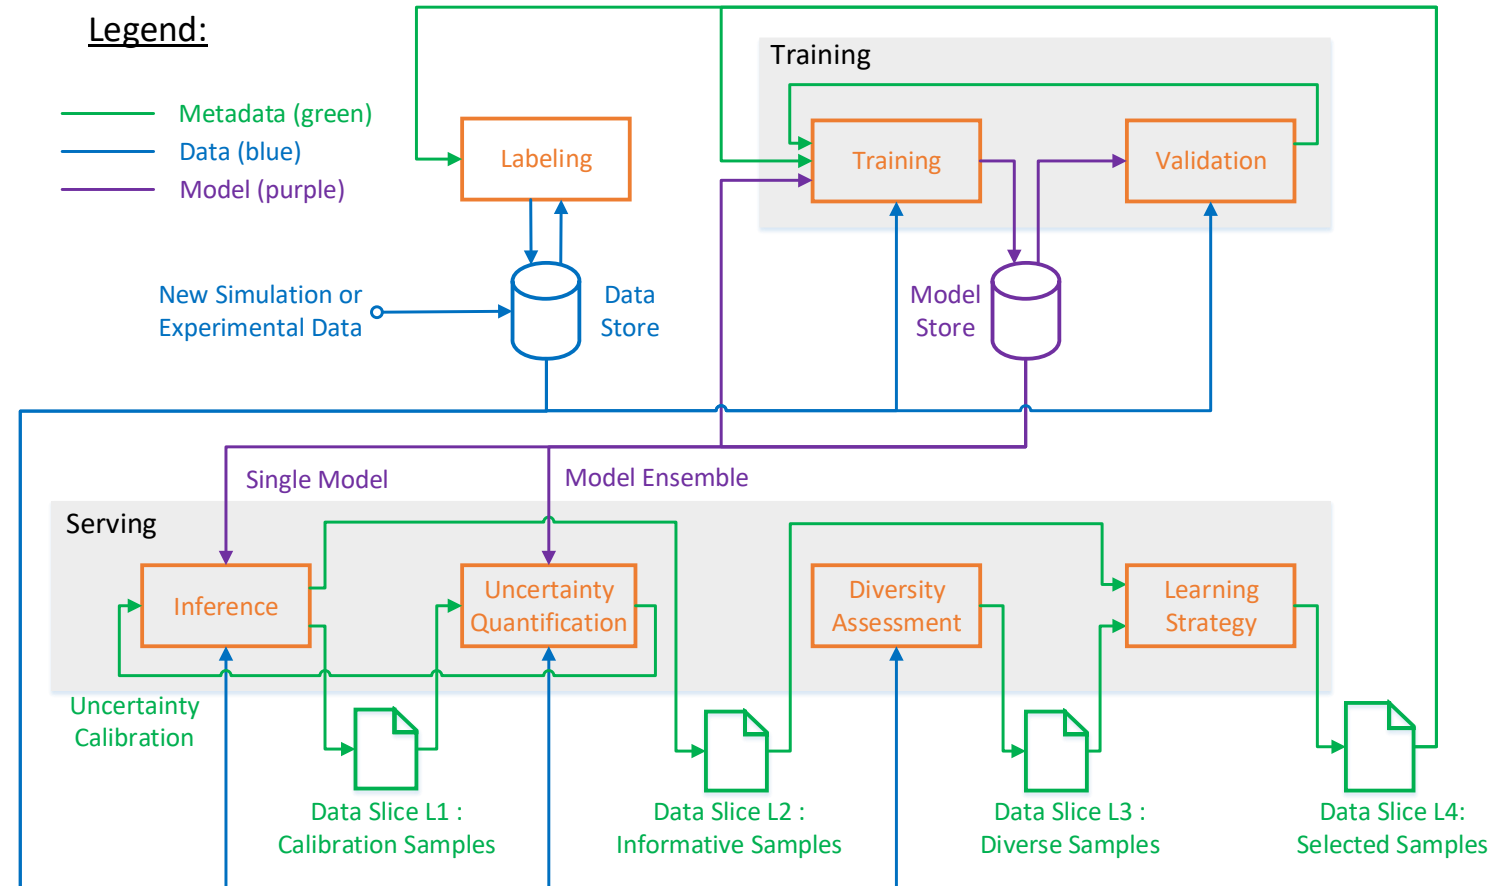 Legend:
Metadata (green)
Data (blue)
Model (purple)
Training
Labeling
Training
Validation
New Simulation or
Experimental Data
Data
Store
Model
Store
Single Model
Model Ensemble
Serving
Inference
Uncertainty
Quantification
Diversity
Assessment
Learning
Strategy
Uncertainty
Calibration
Data Slice L1 :
Calibration Samples
Data Slice L2 :
Informative Samples
Data Slice L3 :
Diverse Samples
Data Slice L4:
Selected Samples